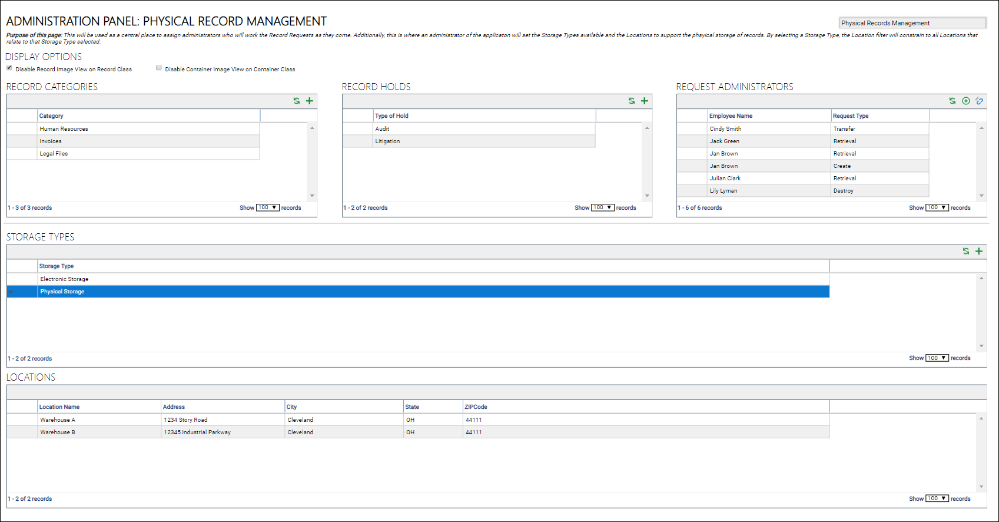 ADMINISTRATION PANEL: PHYSICAL RECORD MANAGEMENT
Physical Records Management
Purpose of this page: This will be used as a central place to assign administrators who will work the Record Requests as they come. Additionally, this is where an administrator of the applicaton will set the Storage Types available and the Locations to support the phsyical storage of records. By selecting a Storage Type, the Location filter will constrain to all Locations that
relate to that Storage Type selected.
DISPLAY OPTIONS
Disable Record Image View on Record Class Disable Container Image View on Container Class
RECORD CATEGORIES
Category
Human Resources
Invoices
Legal Files
1 - 3 of 3 records Show 100 records
RECORD HOLDS
Type of Hold
Audit
Litigation
1 - 2 of 2 records Show 100 records
REQUEST ADMINISTRATORS
Employee Name Request Type
Cindy Smith Transfer
Jack Green Retrieval
Jan Brown Retrieval
Jan Brown Create
Julian Clark Retrieval
Lily Lyman Destroy
1 - 6 of 6 records Show 100 records
STORAGE TYPES
Storage Type
Electronic Storage
Physical Storage
1 - 2 of 2 records Show 100 records
LOCATIONS
Location Name Address City State ZIPCode
Warehouse A 1234 Story Road Cleveland OH 44111
Warehouse B 12345 Industrial Parkway Cleveland OH 44111
1 - 2 of 2 records Show 100 records